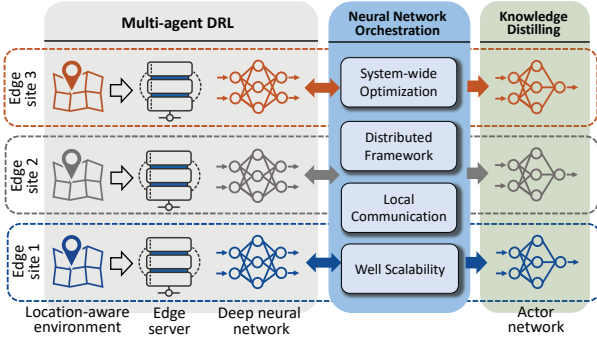 Multi-agent DRL
Neural Network
Orchestration
Knowledge
Distilling
Edge
site 3
System-wide
Optimization
Edge
site 2
Distributed
Framework
Local
Communication
Edge
site 1
Well Scalability
Location-aware
environment
Edge
server
Deep neural
network
Actor
network